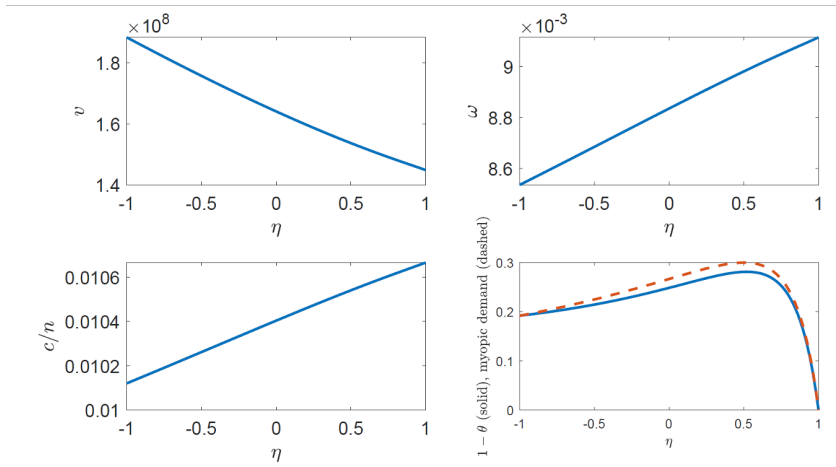 ×10⁸
1.8
1.6
1.4
v
-1 -0.5 0 0.5 1
η
×10⁻³
9
8.8
8.6
ω
-1 -0.5 0 0.5 1
η
0.0106
0.0104
0.0102
0.01
c/n
-1 -0.5 0 0.5 1
η
0.3
0.2
0.1
0
1 − θ (solid), myopic demand (dashed)
-1 -0.5 0 0.5 1
η